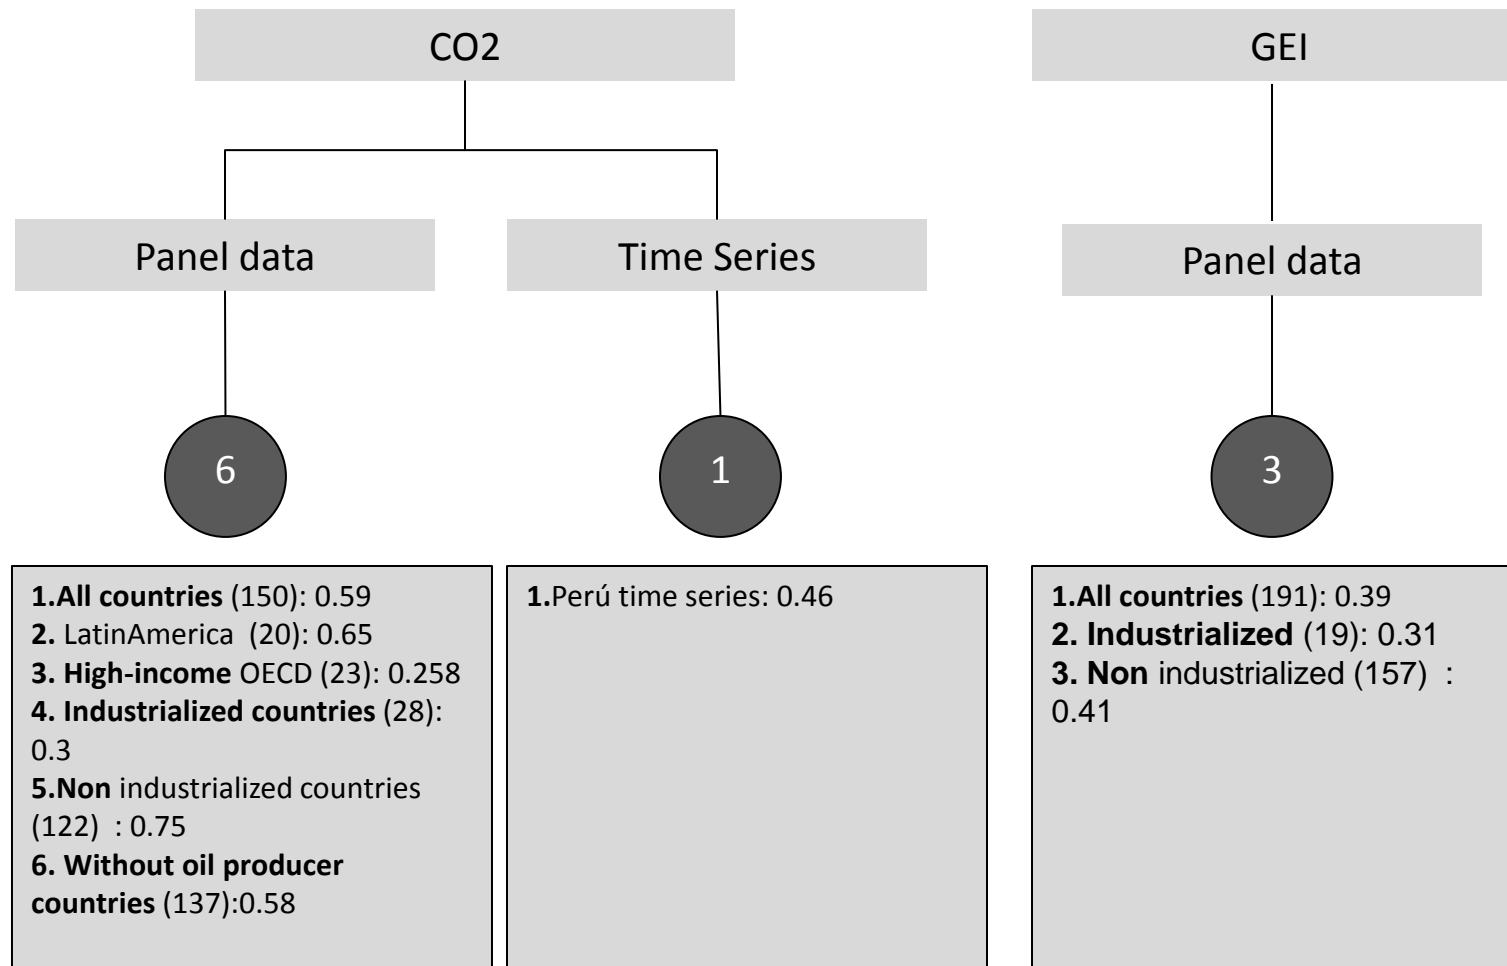 CO2
GEI
Panel data
Time Series
Panel data
6
1
3
1.All countries (150): 0.59
2. LatinAmerica  (20): 0.65
3. High-income OECD (23): 0.258
4. Industrialized countries (28):
0.3
5.Non industrialized countries
(122)  : 0.75
6. Without oil producer
countries (137):0.58
1.Perú time series: 0.46
1.All countries (191): 0.39
2. Industrialized (19): 0.31
3. Non industrialized (157)  :
0.41